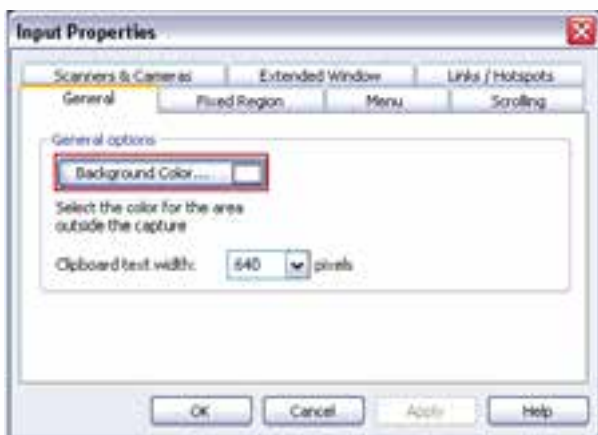 Input Properties
Scanners & Cameras Extended Window Links / Hotspots
General Fixed Region Menu Scrolling
General options
Background Color...
Select the color for the area
outside the capture
Clipboard text width: 640 pixels
OK Cancel Apply Help